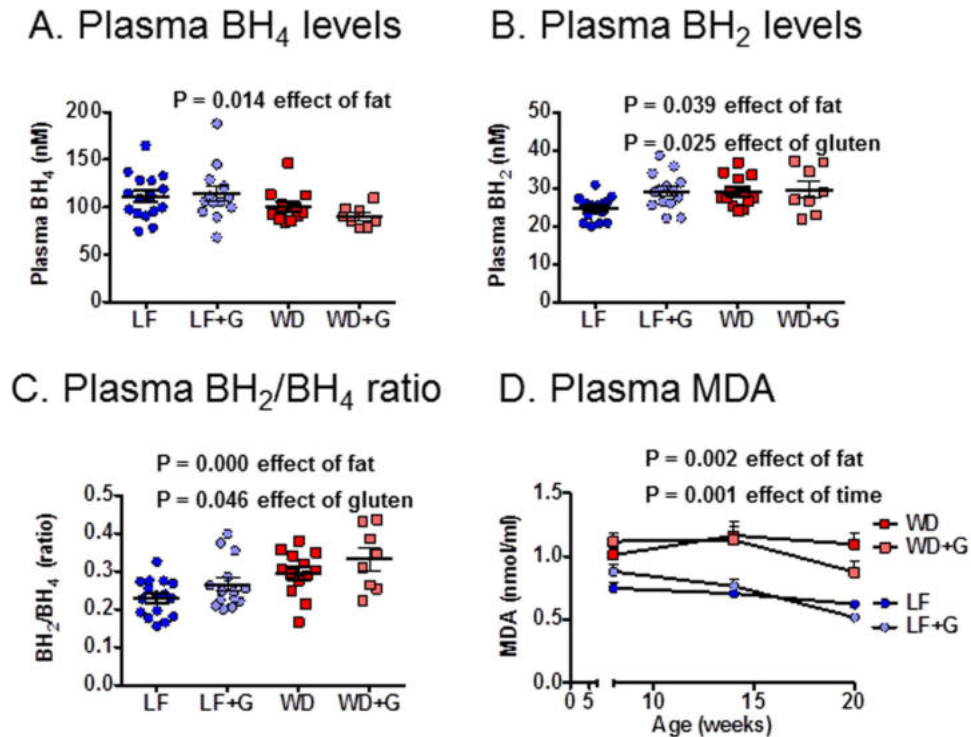 A. Plasma BH₄ levels
P = 0.014 effect of fat
Plasma BH₄ (nM)
200
150
100
50
0
LF LF+G WD WD+G
B. Plasma BH₂ levels
P = 0.039 effect of fat
P = 0.025 effect of gluten
Plasma BH₂ (nM)
50
40
30
20
10
0
LF LF+G WD WD+G
C. Plasma BH₂/BH₄ ratio
P = 0.000 effect of fat
P = 0.046 effect of gluten
BH₂/BH₄ (ratio)
0.5
0.4
0.3
0.2
0.1
0.0
LF LF+G WD WD+G
D. Plasma MDA
P = 0.002 effect of fat
P = 0.001 effect of time
MDA (nmol/ml)
1.5
1.0
0.5
0.0
0 5 10 15 20
Age (weeks)
WD
WD+G
LF
LF+G